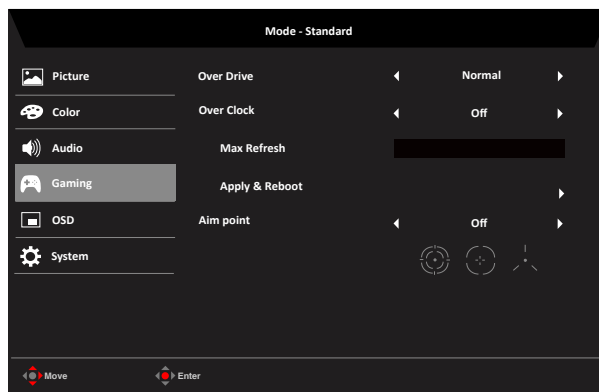 Mode - Standard
Picture
Over Drive Normal
Color
Over Clock Off
Audio
Max Refresh
Gaming
Apply & Reboot
OSD
Aim point Off
System
Move Enter